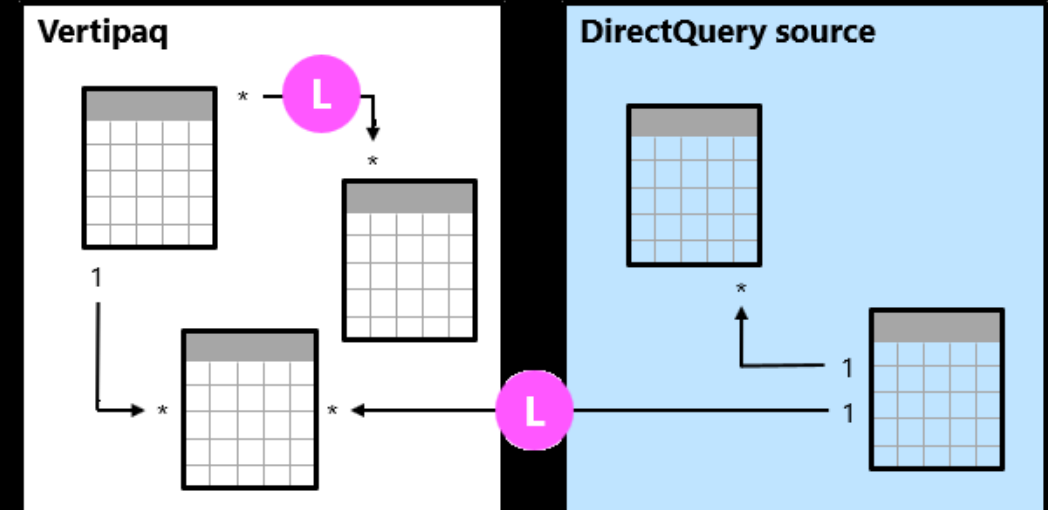 Vertipaq
DirectQuery source
* L
*
1
*
1
* * L 1